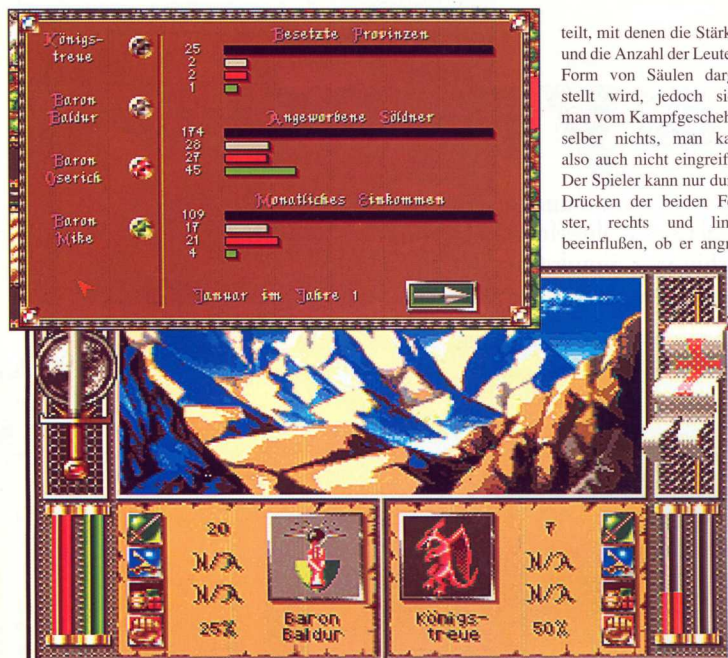 Königs-
treue
Baron
Baldur
Baron
Oserich
Baron
Mike
Besetzte Provinzen
25
2
2
1
Angeworbene Söldner
174
28
27
45
Monatliches Einkommen
109
17
21
4
Januar im Jahre 1
teilt, mit denen die Stärk
und die Anzahl der Leute
Form von Säulen darg
stellt wird, jedoch sie
man vom Kampfgescheh
selber nichts, man kan
also auch nicht eingreif
Der Spieler kann nur dur
Drücken der beiden Fe
ster, rechts und lin
beeinflußen, ob er angr
20
N/A
N/A
25%
Baron
Baldur
Königs-
treue
7
N/A
N/A
50%